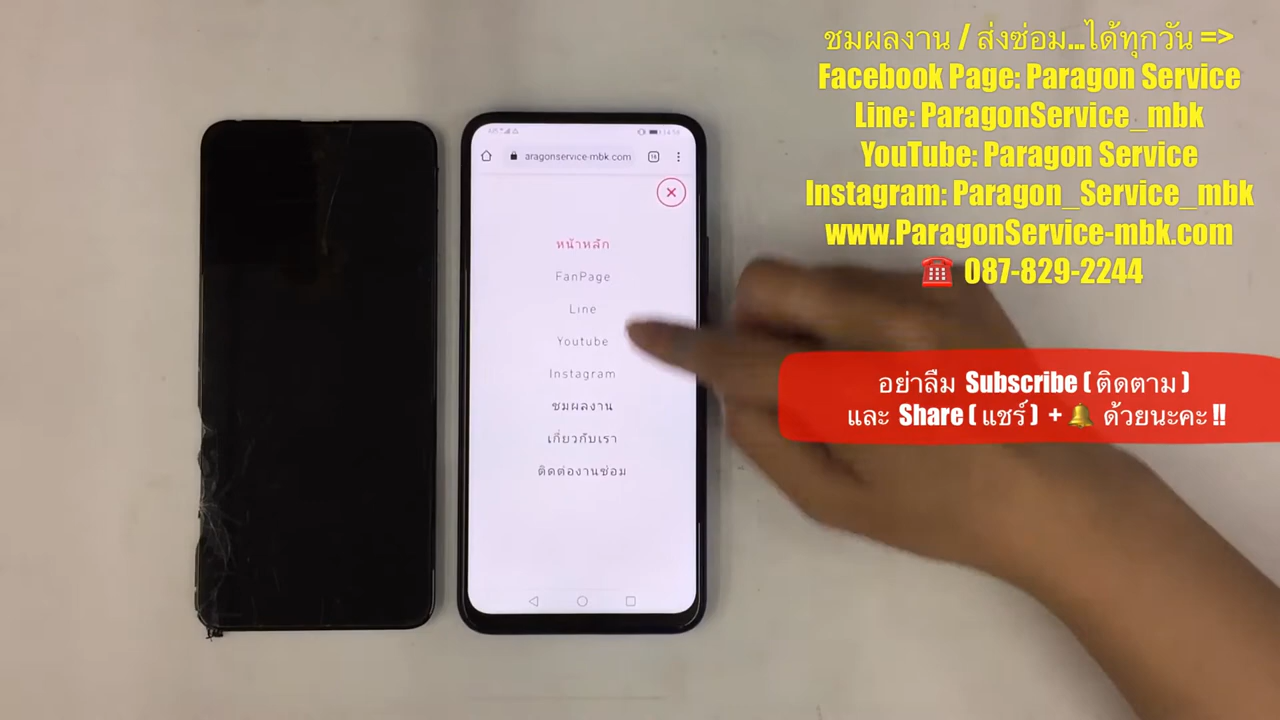 ชมผลงาน / ส่งซ่อม...ได้ทุกวัน =>
Facebook Page: Paragon Service
Line: ParagonService_mbk
YouTube: Paragon Service
Instagram: Paragon_Service_mbk
www.ParagonService-mbk.com
☎️ 087-829-2244
อย่าลืม Subscribe ( ติดตาม )
และ Share ( แชร์ ) + 🔔 ด้วยนะคะ !!
aragonservice-mbk.com
หน้าหลัก
FanPage
Line
Youtube
Instagram
ชมผลงาน
เกี่ยวกับเรา
ติดต่องานซ่อม